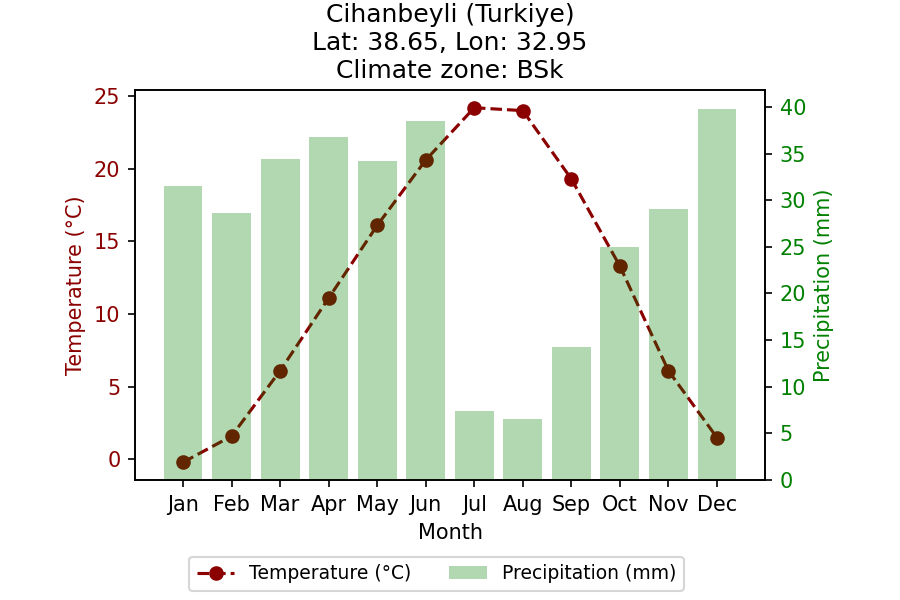 Cihanbeyli (Turkiye)
Lat: 38.65, Lon: 32.95
Climate zone: BSk
25
20
15
10
5
0
Temperature (°C)
40
35
30
25
20
15
10
5
0
Precipitation (mm)
Jan Feb Mar Apr May Jun Jul Aug Sep Oct Nov Dec
Month
Temperature (°C) Precipitation (mm)